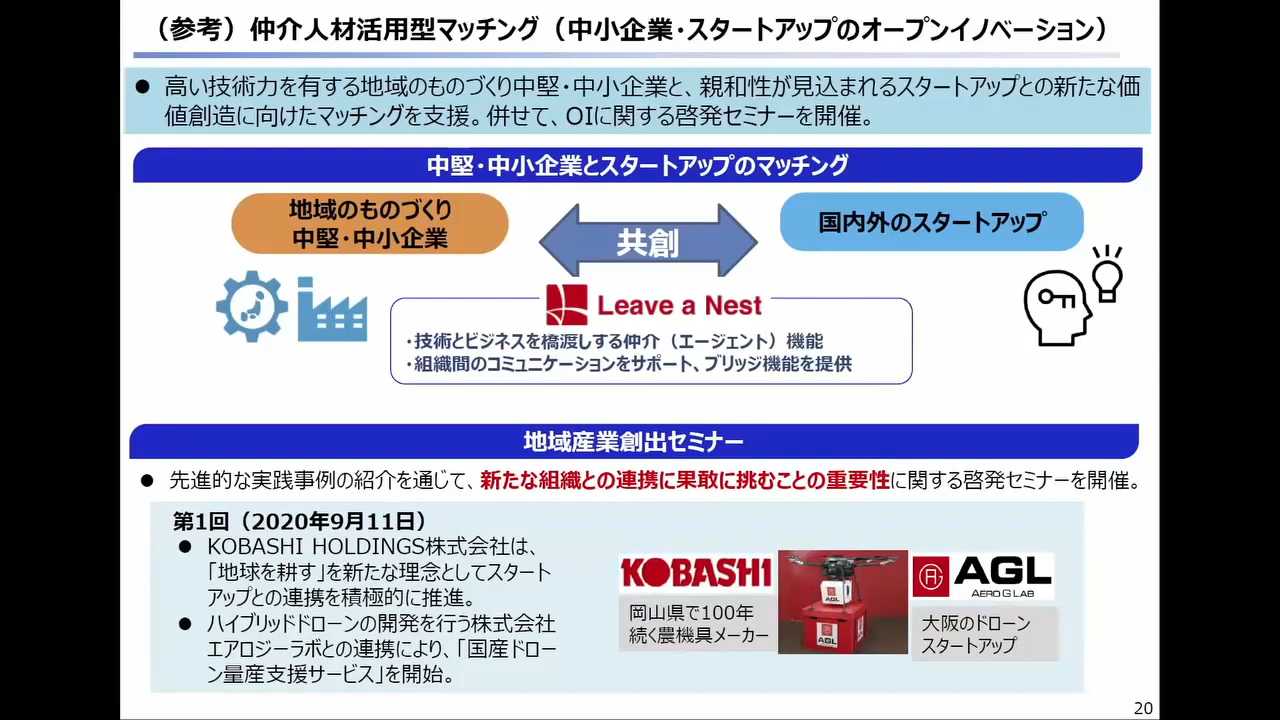 （参考）仲介人材活用型マッチング（中小企業・スタートアップのオープンイノベーション）
● 高い技術力を有する地域のものづくり中堅・中小企業と、親和性が見込まれるスタートアップとの新たな価
値創造に向けたマッチングを支援。併せて、OIに関する啓発セミナーを開催。
中堅・中小企業とスタートアップのマッチング
地域のものづくり
中堅・中小企業
共創
国内外のスタートアップ
Leave a Nest
・技術とビジネスを橋渡しする仲介（エージェント）機能
・組織間のコミュニケーションをサポート、ブリッジ機能を提供
地域産業創出セミナー
● 先進的な実践事例の紹介を通じて、新たな組織との連携に果敢に挑むことの重要性に関する啓発セミナーを開催。
第1回（2020年9月11日）
● KOBASHI HOLDINGS株式会社は、
「地球を耕す」を新たな理念としてスタート
アップとの連携を積極的に推進。
● ハイブリッドドローンの開発を行う株式会社
エアロジーラボとの連携により、「国産ドロー
ン量産支援サービス」を開始。
KOBASHI
岡山県で100年
続く農機具メーカー
AGL
AGL
AERO G LAB
大阪のドローン
スタートアップ
20